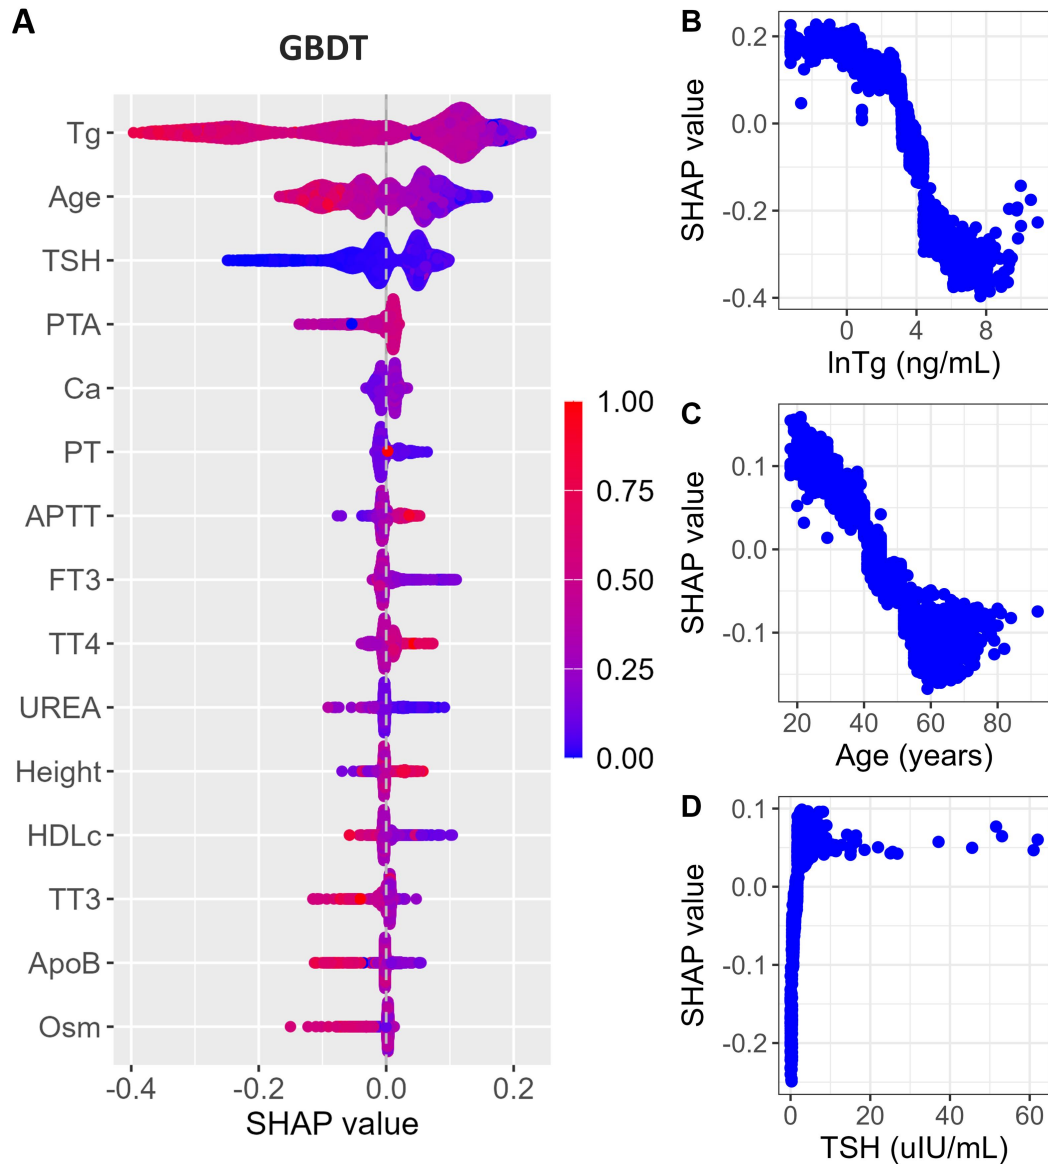 A
GBDT
Tg
Age
TSH
PTA
Ca
PT
APTT
FT3
TT4
UREA
Height
HDLc
TT3
ApoB
Osm
-0.4 -0.2 0.0 0.2
SHAP value
1.00
0.75
0.50
0.25
0.00
B
SHAP value
0.2
0.0
-0.2
-0.4
0 4 8
lnTg (ng/mL)
C
SHAP value
0.1
0.0
-0.1
20 40 60 80
Age (years)
D
SHAP value
0.1
0.0
-0.1
-0.2
0 20 40 60
TSH (uIU/mL)